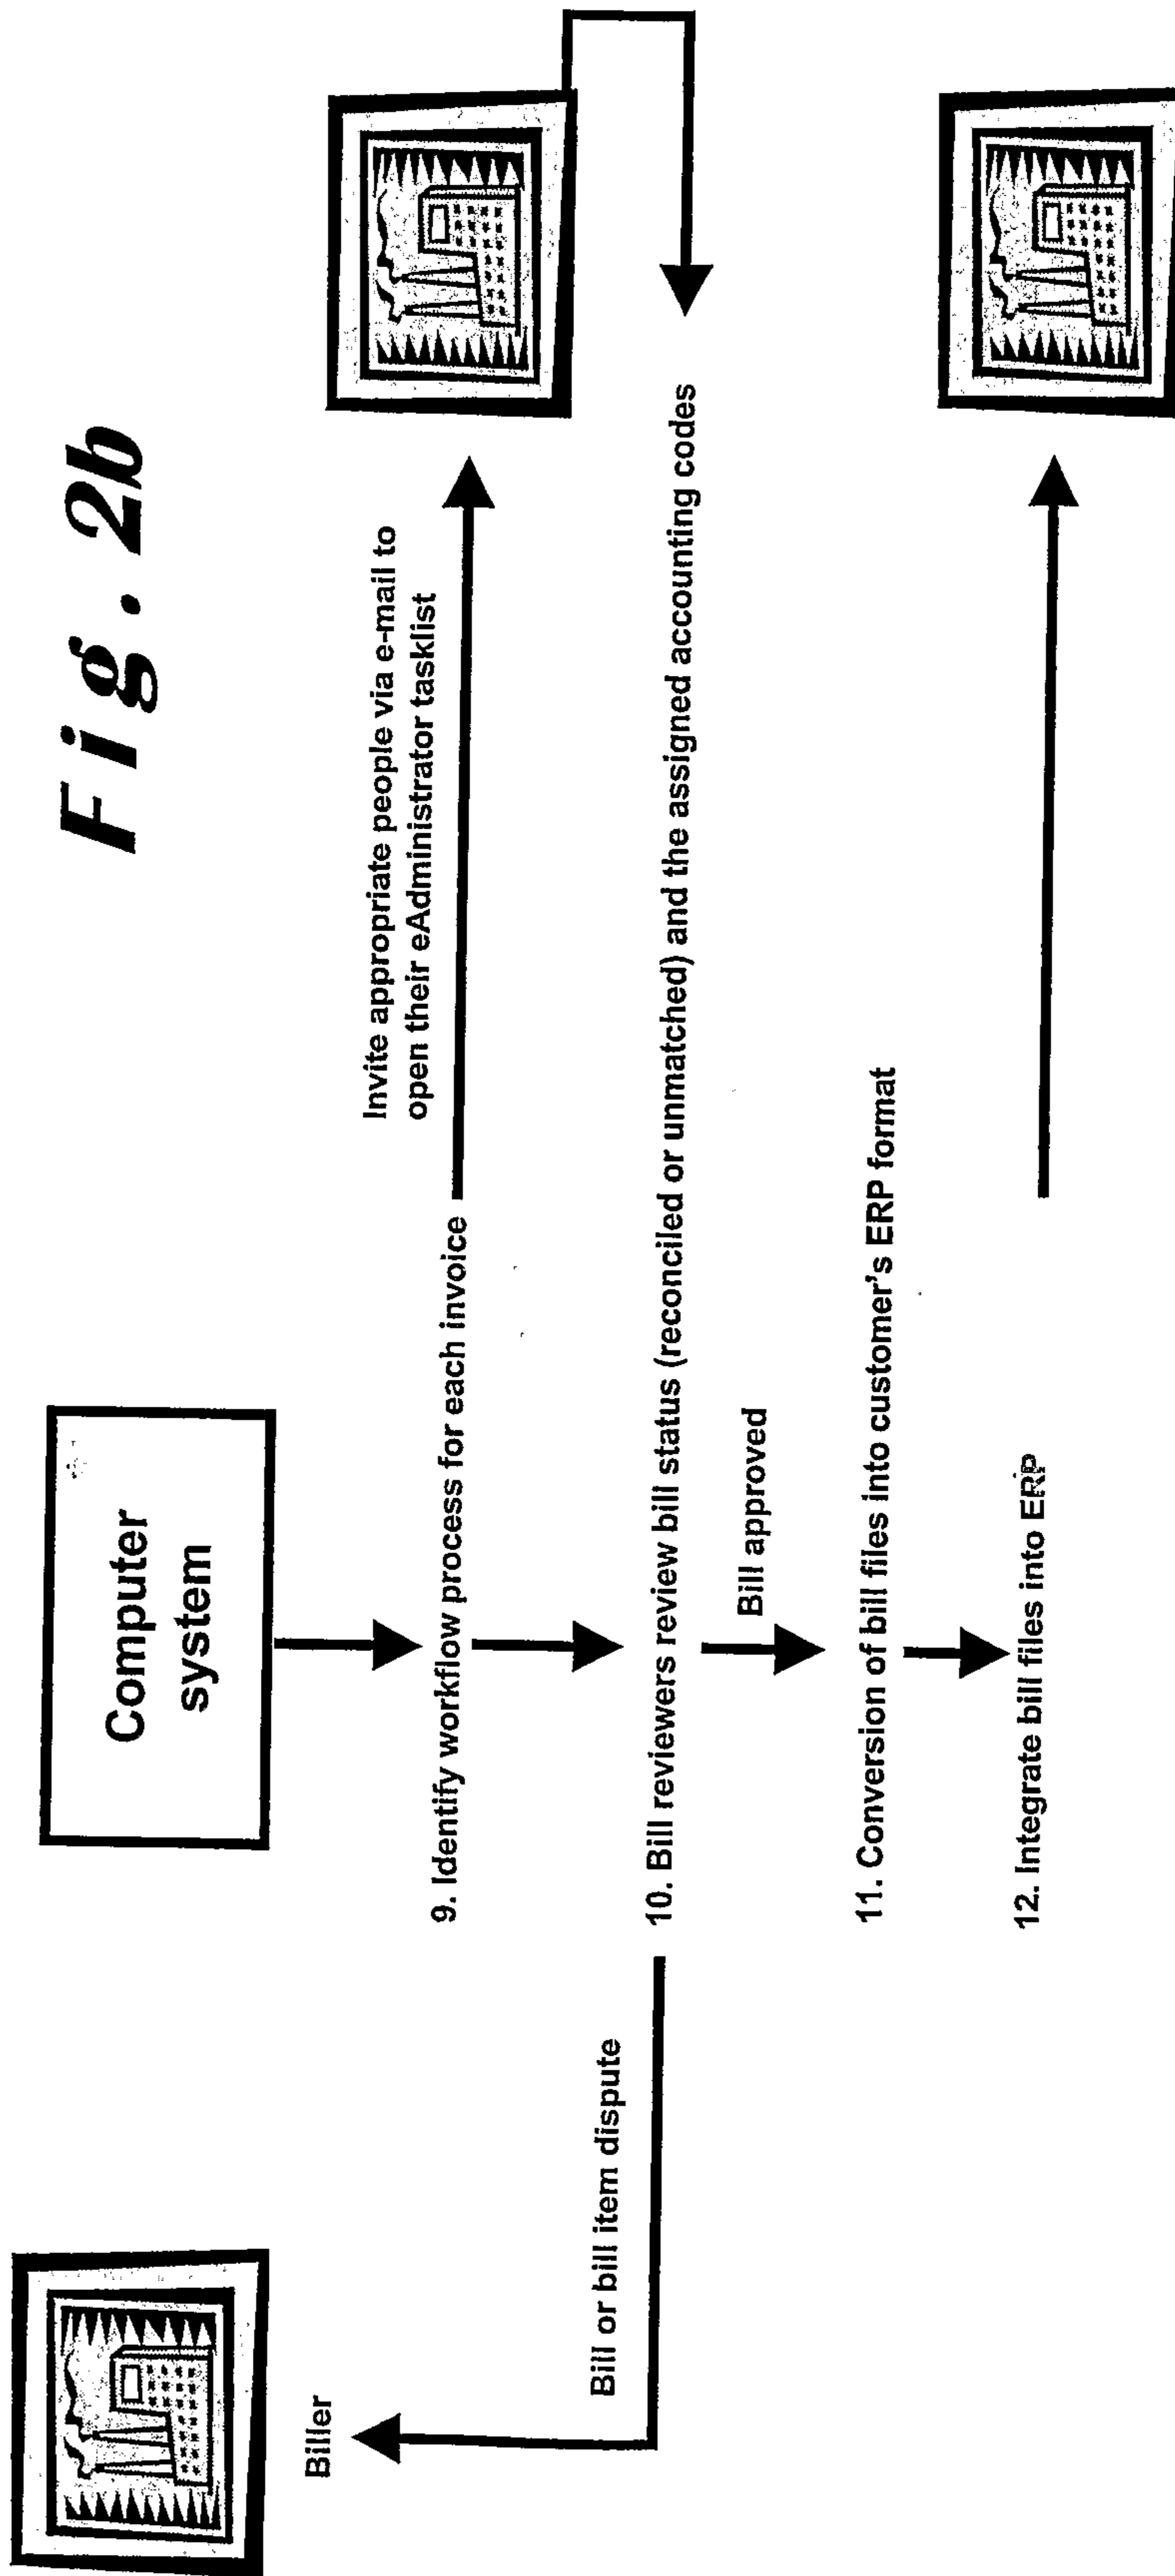 Fig. 2b
Computer
system
Biller
9. Identify workflow process for each invoice
Invite appropriate people via e-mail to
open their eAdministrator tasklist
Bill or bill item dispute
10. Bill reviewers review bill status (reconciled or unmatched) and the assigned accounting codes
Bill approved
11. Conversion of bill files into customer's ERP format
12. Integrate bill files into ERP